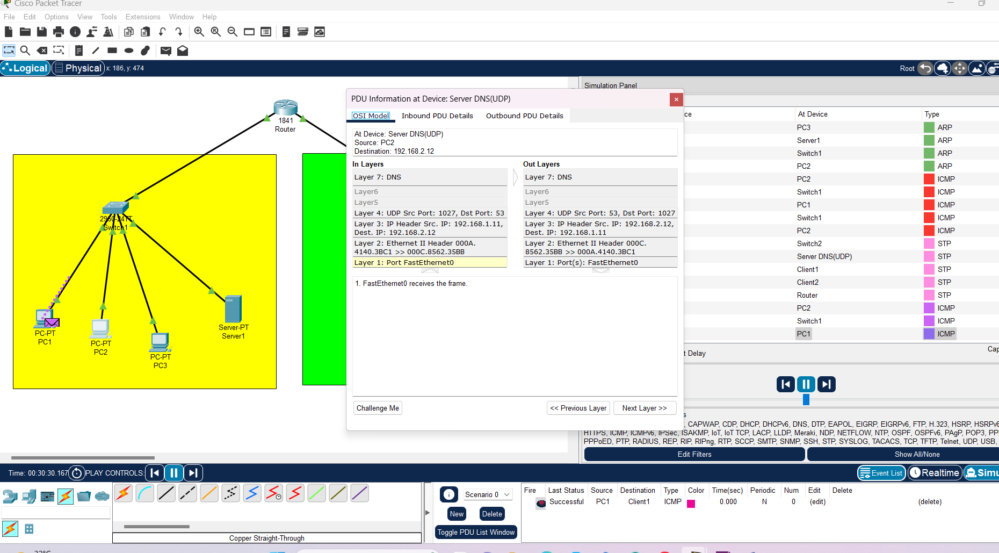 Cisco Packet Tracer
File Edit Options View Tools Extensions Window Help
Logical Physical x: 186, y: 474
Root
Simulation Panel
PDU Information at Device: Server DNS(UDP)
OSI Model Inbound PDU Details Outbound PDU Details
At Device: Server DNS(UDP)
Source: PC2
Destination: 192.168.2.12
In Layers
Layer 7: DNS
Layer6
Layer5
Layer 4: UDP Src Port: 1027, Dst Port: 53
Layer 3: IP Header Src. IP: 192.168.1.11,
Dest. IP: 192.168.2.12
Layer 2: Ethernet II Header 000A.
4140.3BC1 >> 000C.8562.35BB
Layer 1: Port FastEthernet0
Out Layers
Layer 7: DNS
Layer6
Layer5
Layer 4: UDP Src Port: 53, Dst Port: 1027
Layer 3: IP Header Src. IP: 192.168.2.12,
Dest. IP: 192.168.1.11
Layer 2: Ethernet II Header 000C.
8562.35BB >> 000A.4140.3BC1
Layer 1: Port(s): FastEthernet0
1. FastEthernet0 receives the frame.
Challenge Me << Previous Layer Next Layer >>
1841
Router
2960-24TT
Switch1
PC-PT
PC1
PC-PT
PC2
PC-PT
PC3
Server-PT
Server1
ce At Device Type
PC3 ARP
Server1 ARP
Switch1 ARP
PC2 ARP
PC2 ICMP
Switch1 ICMP
PC1 ICMP
Switch1 ICMP
PC2 ICMP
Switch2 STP
Server DNS(UDP) STP
Client1 STP
Client2 STP
Router STP
PC2 ICMP
Switch1 ICMP
PC1 ICMP
t Delay Cap
s
, CAPWAP, CDP, DHCP, DHCPv6, DNS, DTP, EAPOL, EIGRP, EIGRPv6, FTP, H.323, HSRP, HSRPv6
HTTPS, ICMP, ICMPv6, IPSec, ISAKMP, IoT, IoT TCP, LACP, LLDP, Meraki, NDP, NETFLOW, NTP, OSPF, OSPFv6, PAgP, POP3, PP
PPPoED, PTP, RADIUS, REP, RIP, RIPng, RTP, SCCP, SMTP, SNMP, SSH, STP, SYSLOG, TACACS, TCP, TFTP, Telnet, UDP, USB,
Edit Filters Show All/None
Time: 00:30:30.167 PLAY CONTROLS: Event List Realtime Simu
Scenario 0
New Delete
Toggle PDU List Window
Copper Straight-Through
Fire Last Status Source Destination Type Color Time(sec) Periodic Num Edit Delete
Successful PC1 Client1 ICMP 0.000 N 0 (edit) (delete)